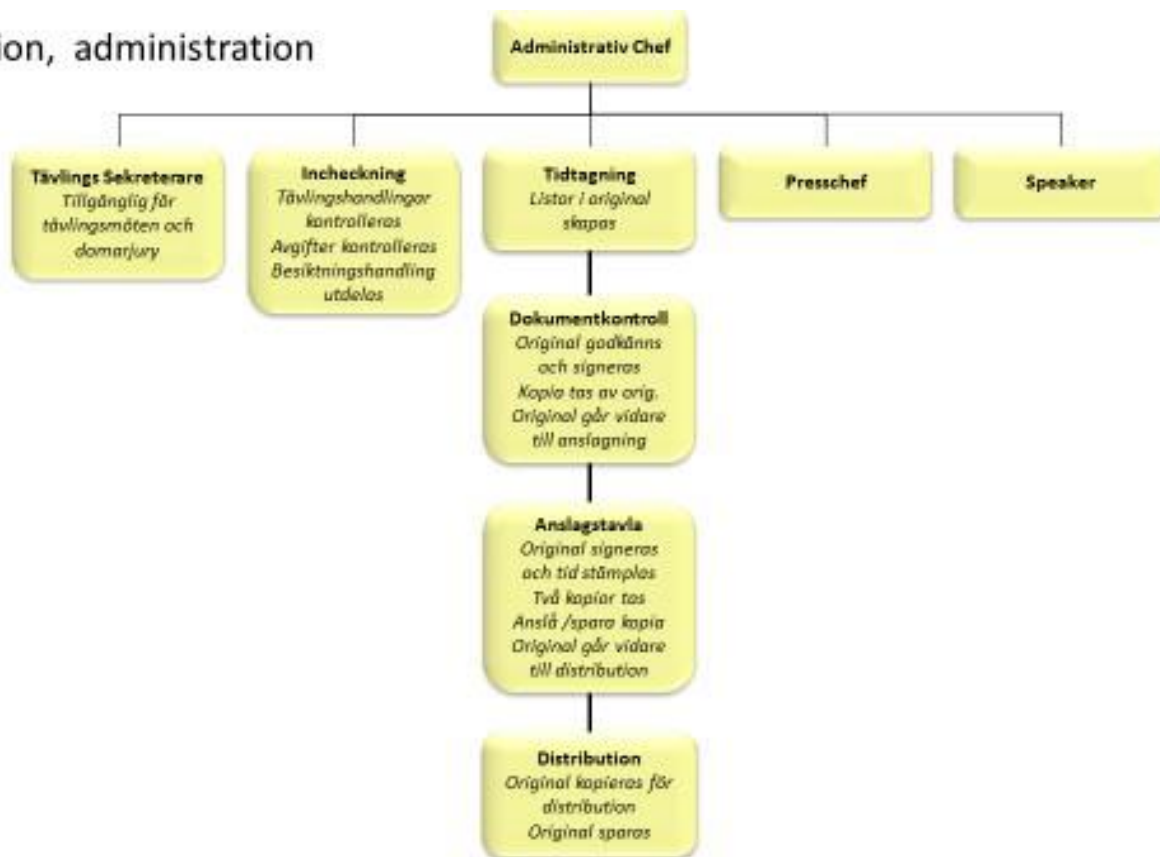 ion, administration
Administrativ Chef
Tävlings Sekreterare
Tillgänglig för
tävlingsmöten och
domarjury
Incheckning
Tävlingshandlingar
kontrolleras
Avgifter kontrolleras
Besiktningshandling
utdelas
Tidtagning
Listor i original
skapas
Presschef
Speaker
Dokumentkontroll
Original godkänns
och signeras
Kopia tas av orig.
Original går vidare
till anslagning
Anslagstavla
Original signeras
och tid stämplas
Två kopior tas
Anslå /spara kopia
Original går vidare
till distribution
Distribution
Original kopieras för
distribution
Original sparas